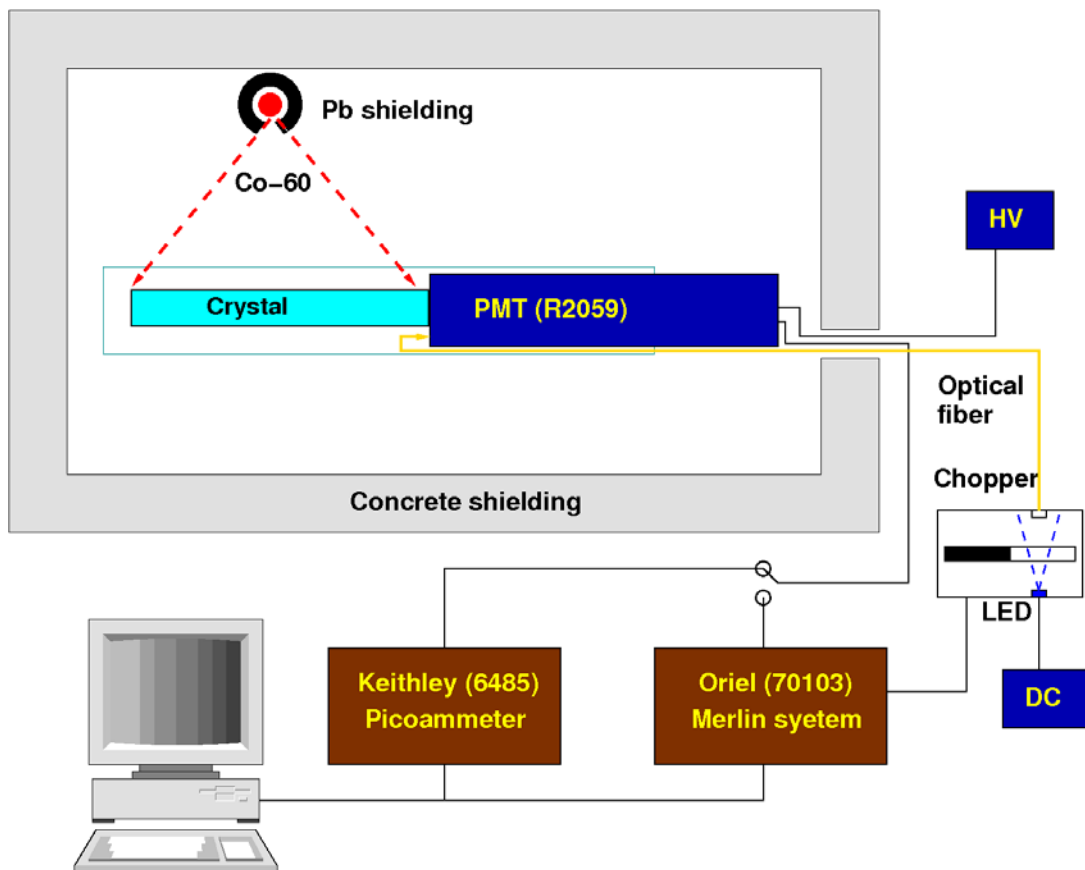 Pb shielding
Co-60
HV
Crystal
PMT (R2059)
Optical
fiber
Chopper
Concrete shielding
LED
Keithley (6485)
Picoammeter
Oriel (70103)
Merlin syetem
DC